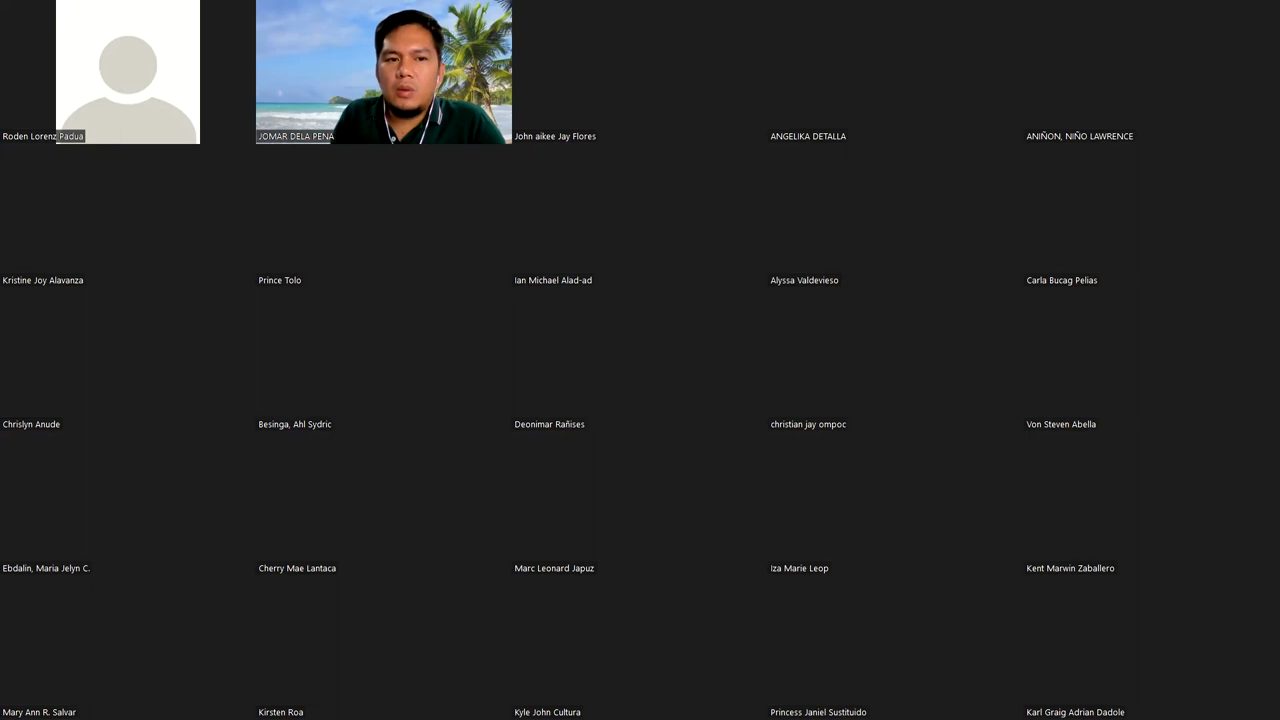 Roden Lorenz Padua
JOMAR DELA PENA
John aikee Jay Flores
ANGELIKA DETALLA
ANIÑON, NIÑO LAWRENCE
Kristine Joy Alavanza
Prince Tolo
Ian Michael Alad-ad
Alyssa Valdevieso
Carla Bucag Pelias
Chrislyn Anude
Besinga, Ahl Sydric
Deonimar Rañises
christian jay ompoc
Von Steven Abella
Ebdalin, Maria Jelyn C.
Cherry Mae Lantaca
Marc Leonard Japuz
Iza Marie Leop
Kent Marwin Zaballero
Mary Ann R. Salvar
Kirsten Roa
Kyle John Cultura
Princess Janiel Sustituido
Karl Graig Adrian Dadole